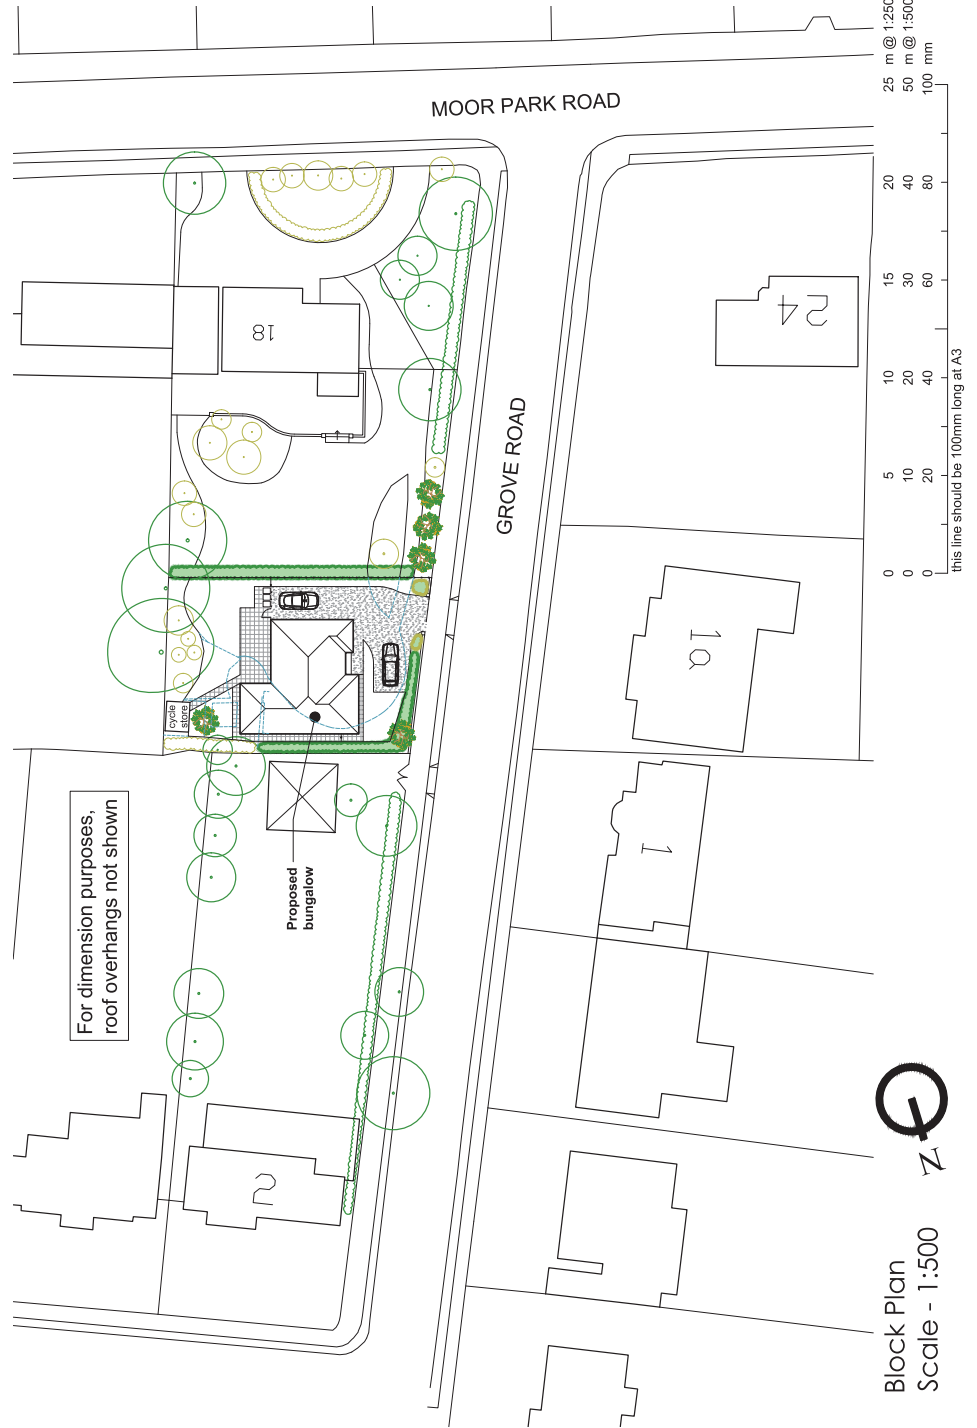 MOOR PARK ROAD
GROVE ROAD
18
24
1a
1
2
cycle
store
Proposed
bungalow
For dimension purposes,
roof overhangs not shown
N
Block Plan
Scale - 1:500
0 5 10 15 20 25 m @ 1:250
0 10 20 30 40 50 m @ 1:500
0 20 40 60 80 100 mm
this line should be 100mm long at A3